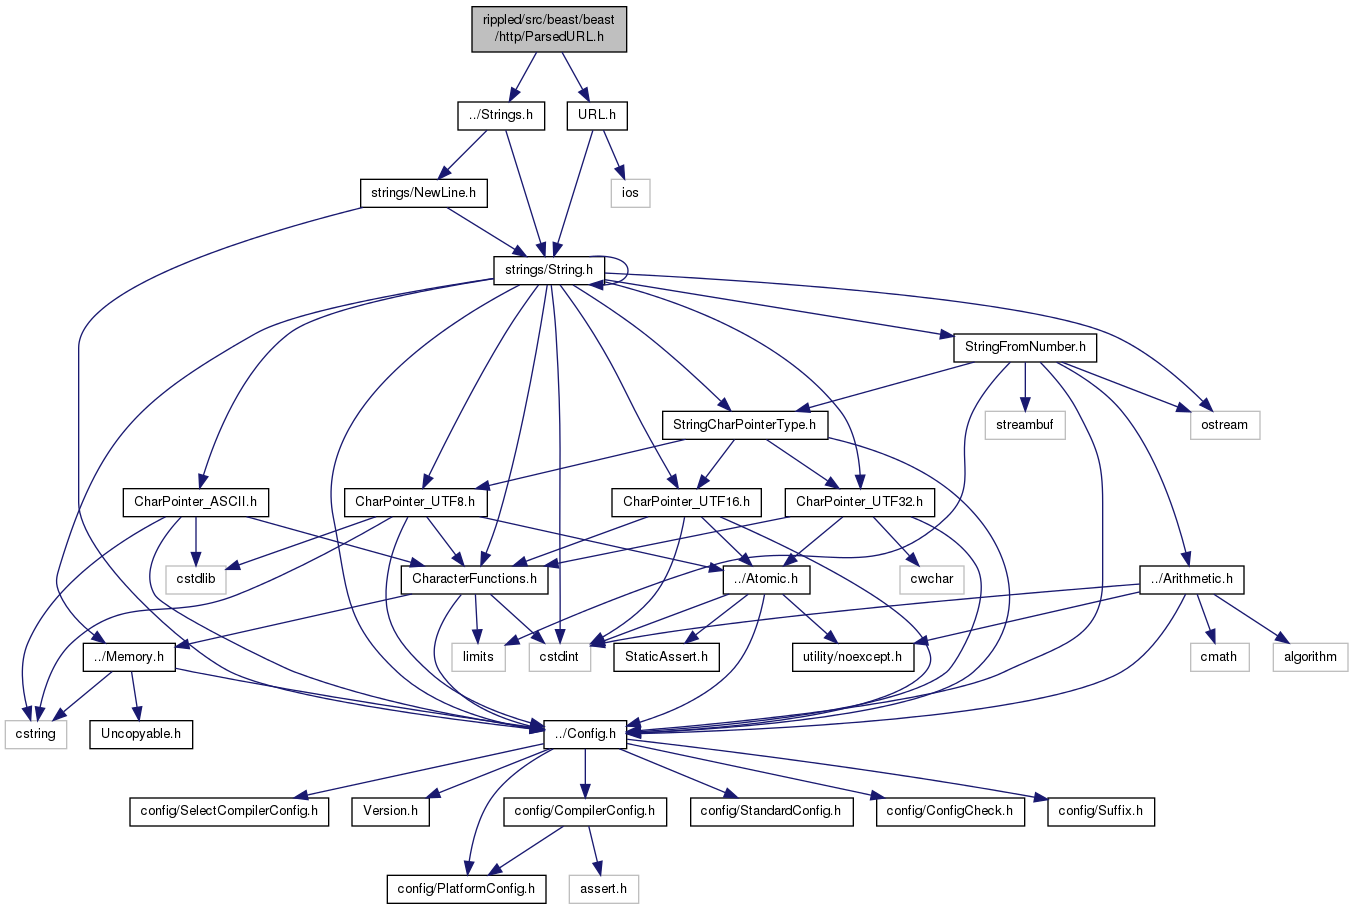 rippled/src/beast/beast
/http/ParsedURL.h
../Strings.h
URL.h
strings/NewLine.h
ios
strings/String.h
StringFromNumber.h
StringCharPointerType.h
streambuf
ostream
CharPointer_ASCII.h
CharPointer_UTF8.h
CharPointer_UTF16.h
CharPointer_UTF32.h
cstdlib
CharacterFunctions.h
../Atomic.h
cwchar
../Arithmetic.h
../Memory.h
limits
cstdint
StaticAssert.h
utility/noexcept.h
cmath
algorithm
cstring
Uncopyable.h
../Config.h
config/SelectCompilerConfig.h
Version.h
config/CompilerConfig.h
config/StandardConfig.h
config/ConfigCheck.h
config/Suffix.h
config/PlatformConfig.h
assert.h